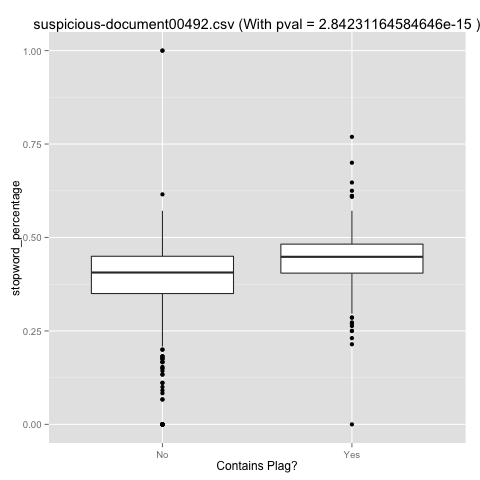 suspicious-document00492.csv (With pval = 2.84231164584646e-15 )
1.00
0.75
0.50
0.25
0.00
stopword_percentage
No
Yes
Contains Plag?